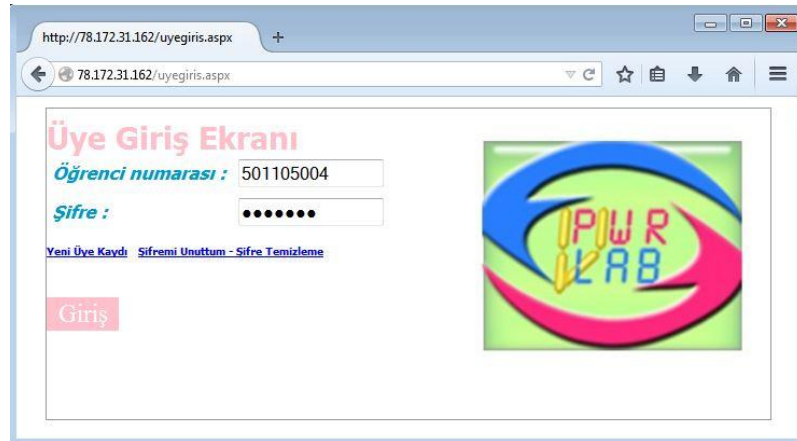 http://78.172.31.162/uyegiris.aspx
78.172.31.162/uyegiris.aspx
Üye Giriş Ekranı
Öğrenci numarası : 501105004
Şifre : •••••••
Yeni Üye Kaydı Şifremi Unuttum - Şifre Temizleme
Giriş
PWR
LAB